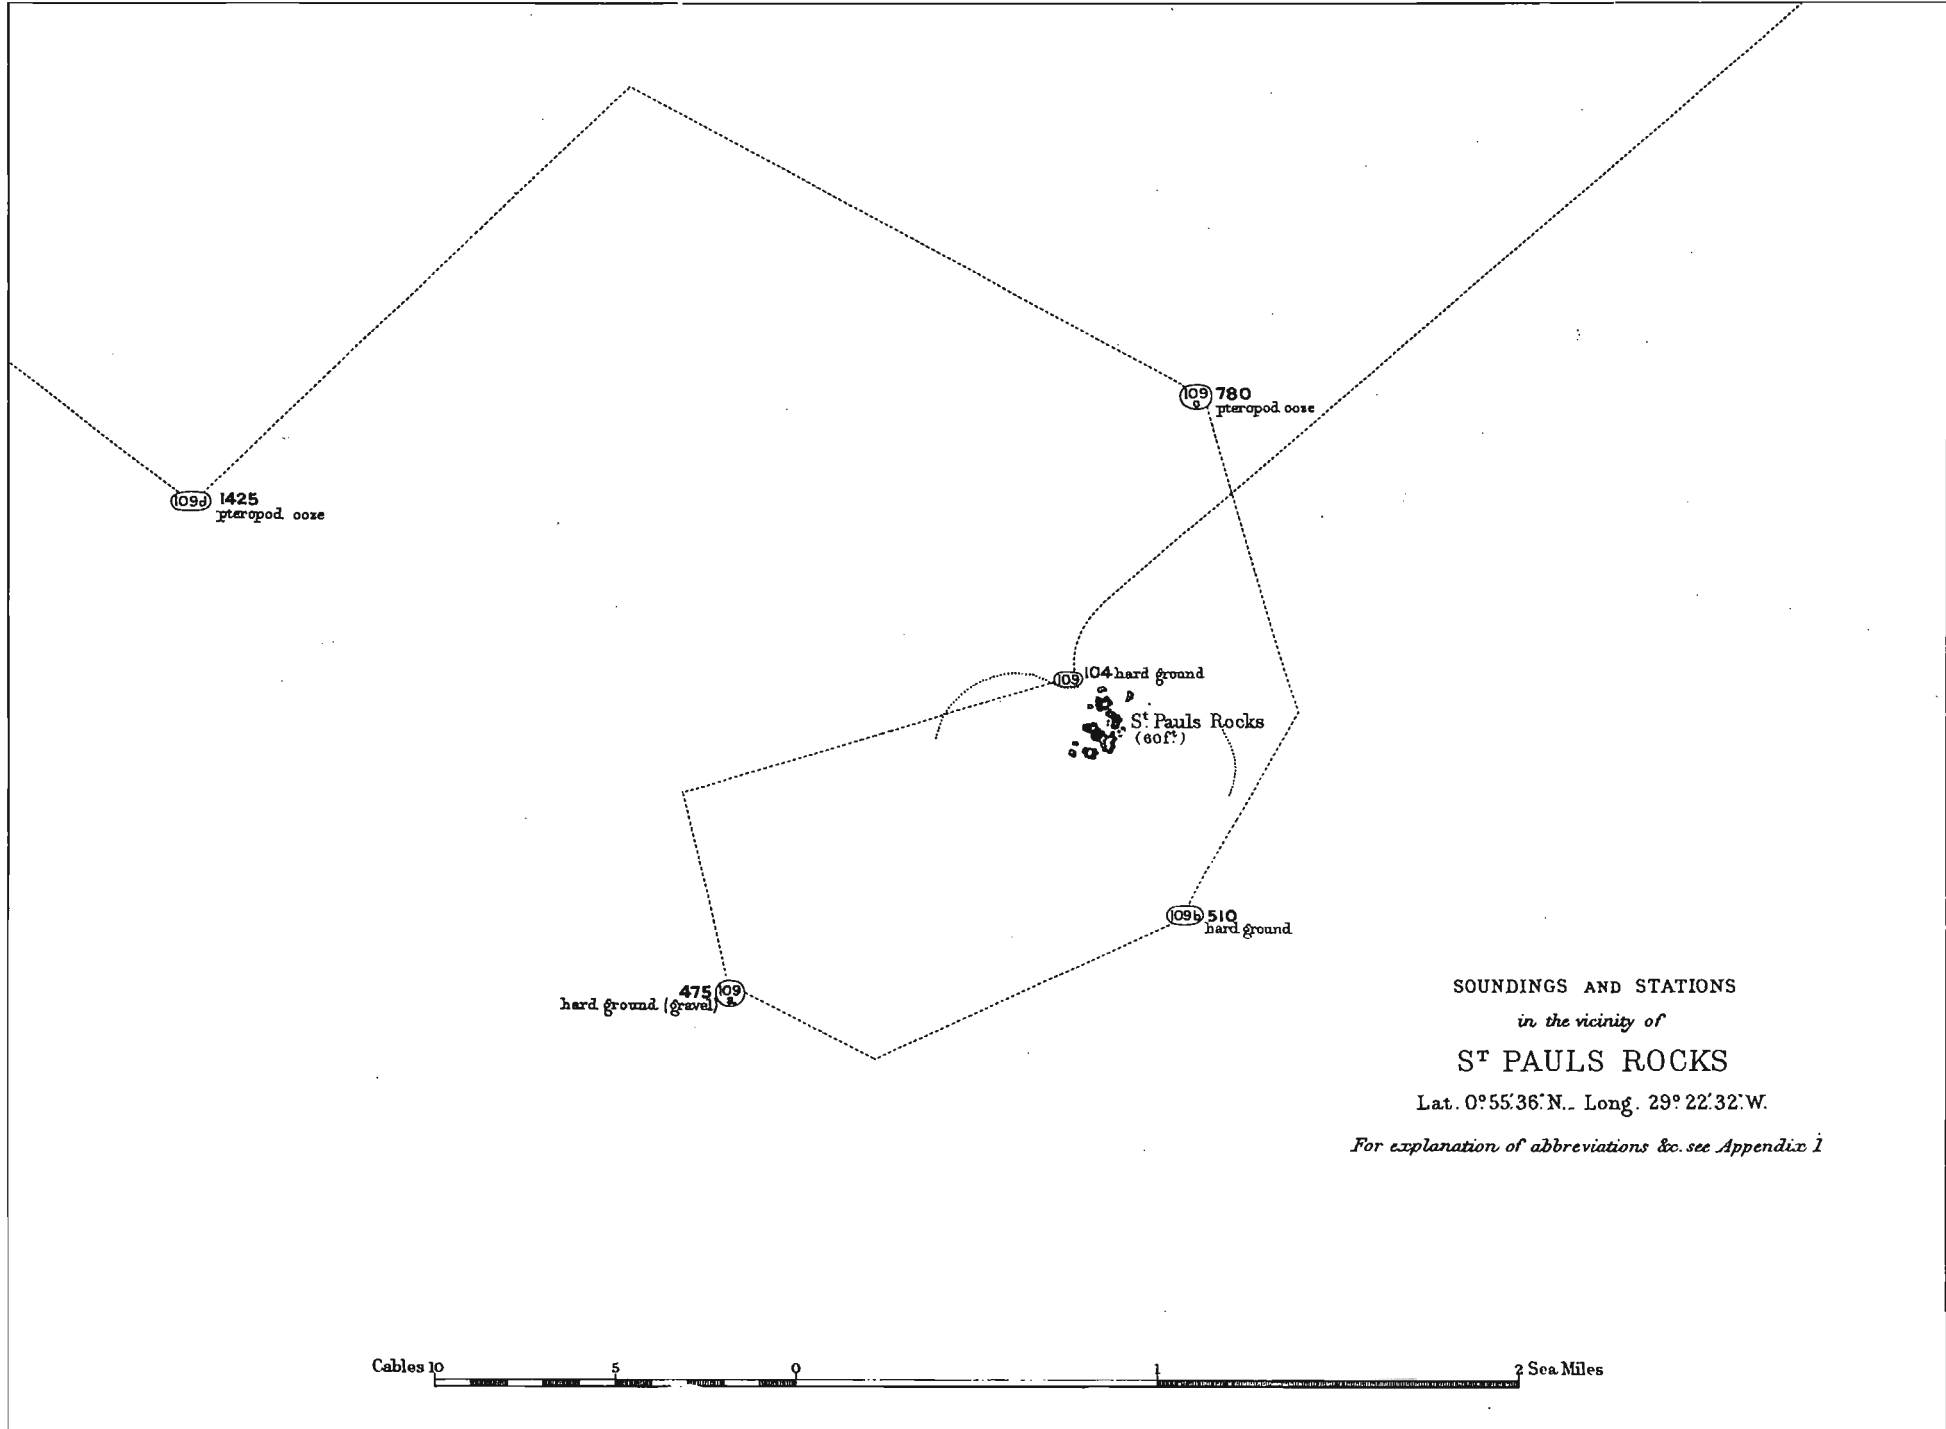 109
c
780
pteropod ooze
109d 1425
pteropod ooze
109 104 hard ground
St. Pauls Rocks
(60ft.)
109b 510
hard ground
475 109
a
hard ground (gravel)
SOUNDINGS AND STATIONS
in the vicinity of
ST PAULS ROCKS
Lat. 0° 55' 36" N. _ Long. 29° 22' 32" W.
For explanation of abbreviations &c. see Appendix 1
Cables 10 5 0 1 2 Sea Miles